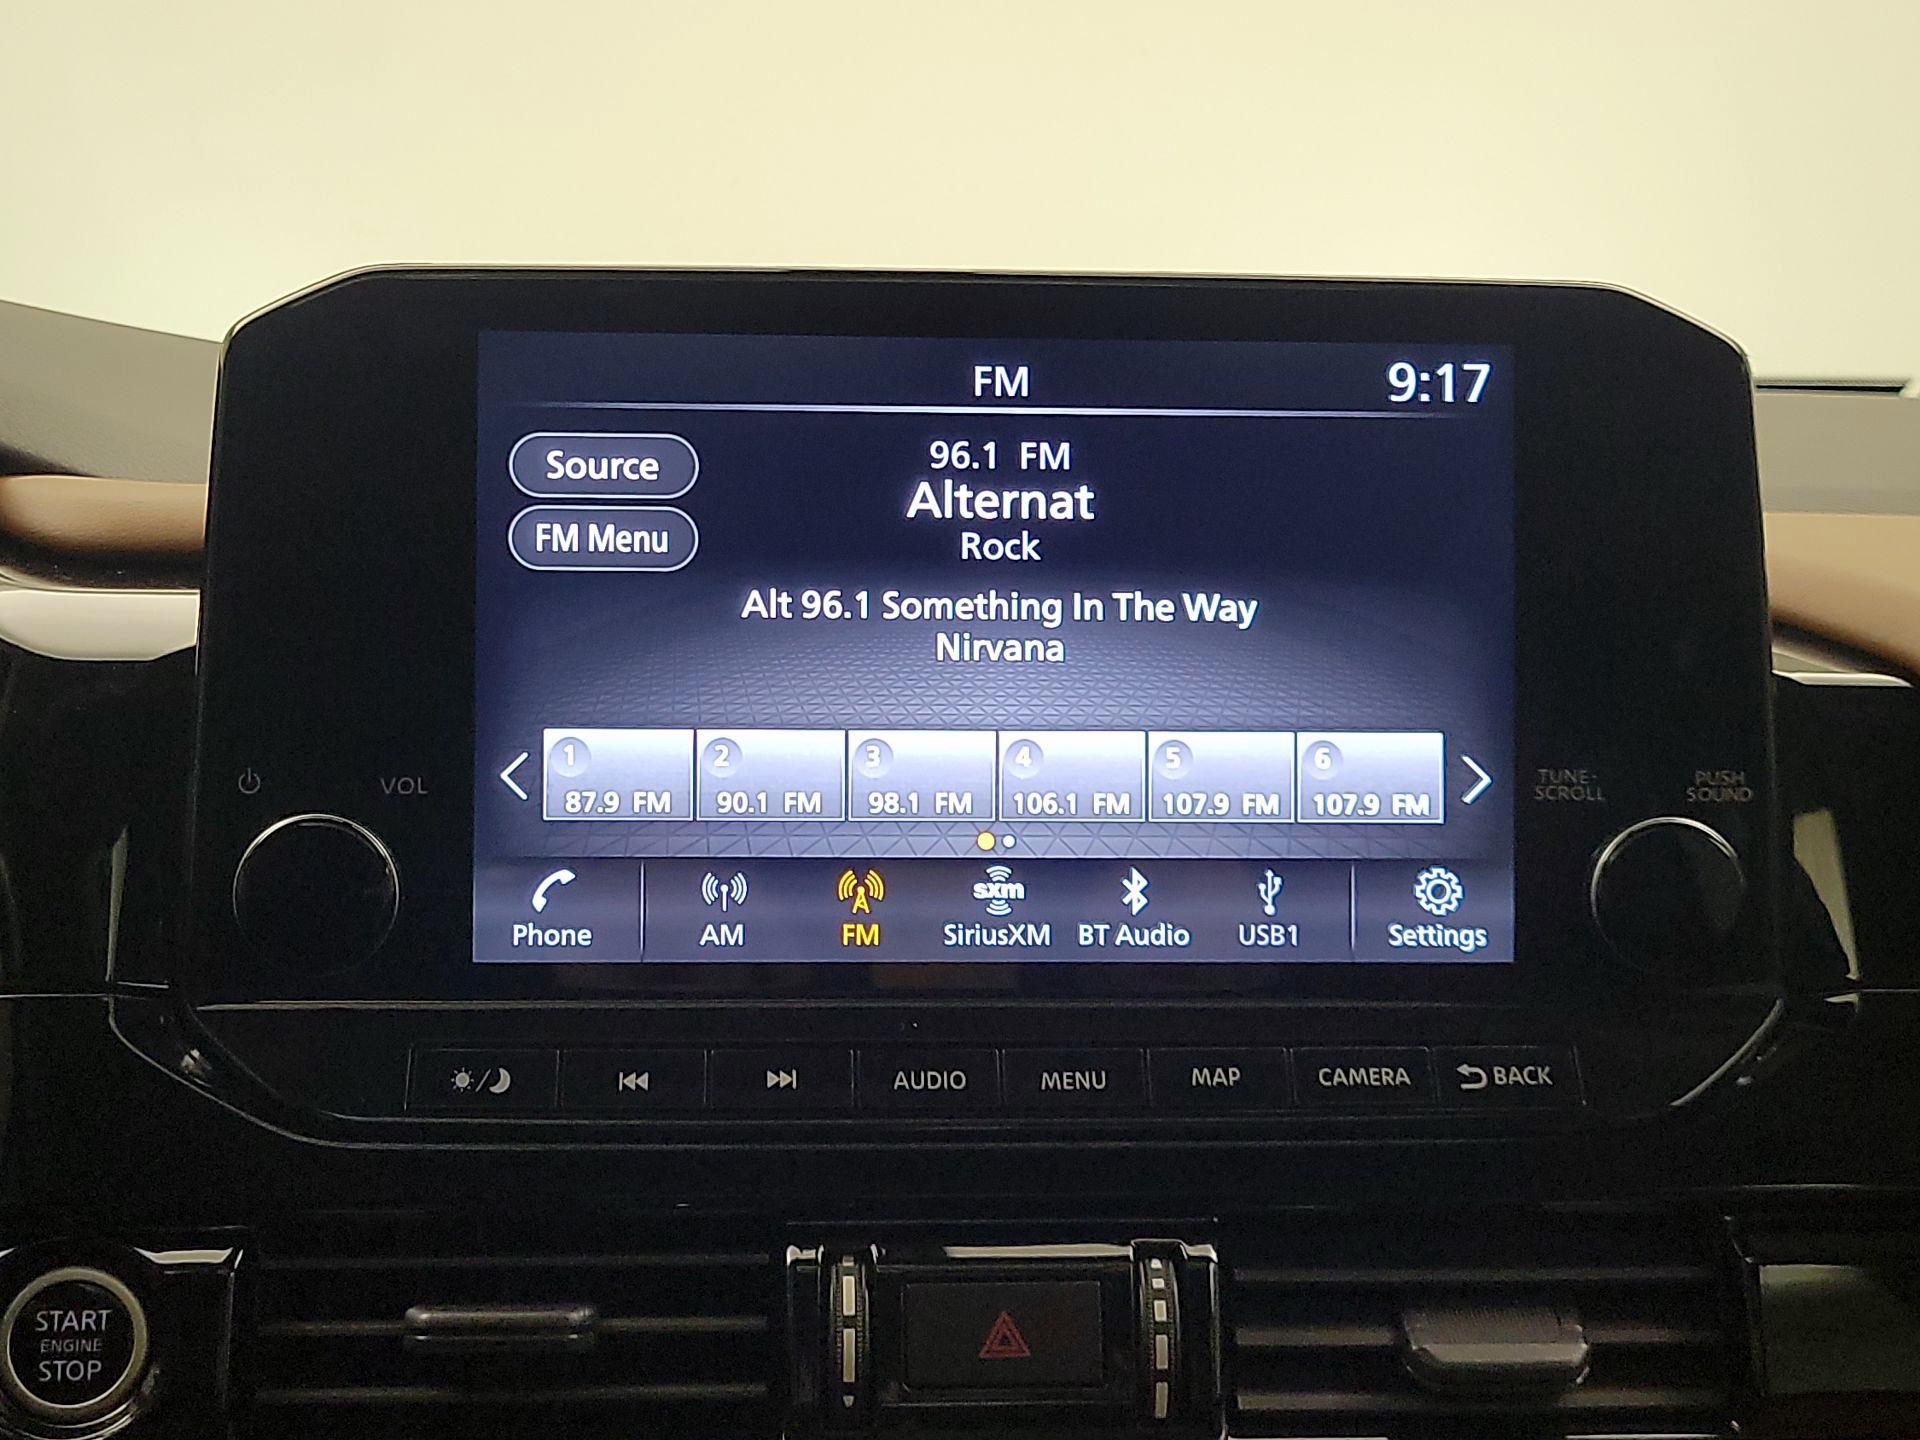 FM
9:17
Source
96.1 FM
Alternat
FM Menu
Rock
Alt 96.1 Something In The Way
Nirvana
1 2 3 4 5 6
87.9 FM 90.1 FM 98.1 FM 106.1 FM 107.9 FM 107.9 FM
VOL
TUNE·
SCROLL
PUSH
SOUND
sxm
Phone AM FM SiriusXM BT Audio USB1 Settings
AUDIO MENU MAP CAMERA BACK
START
ENGINE
STOP